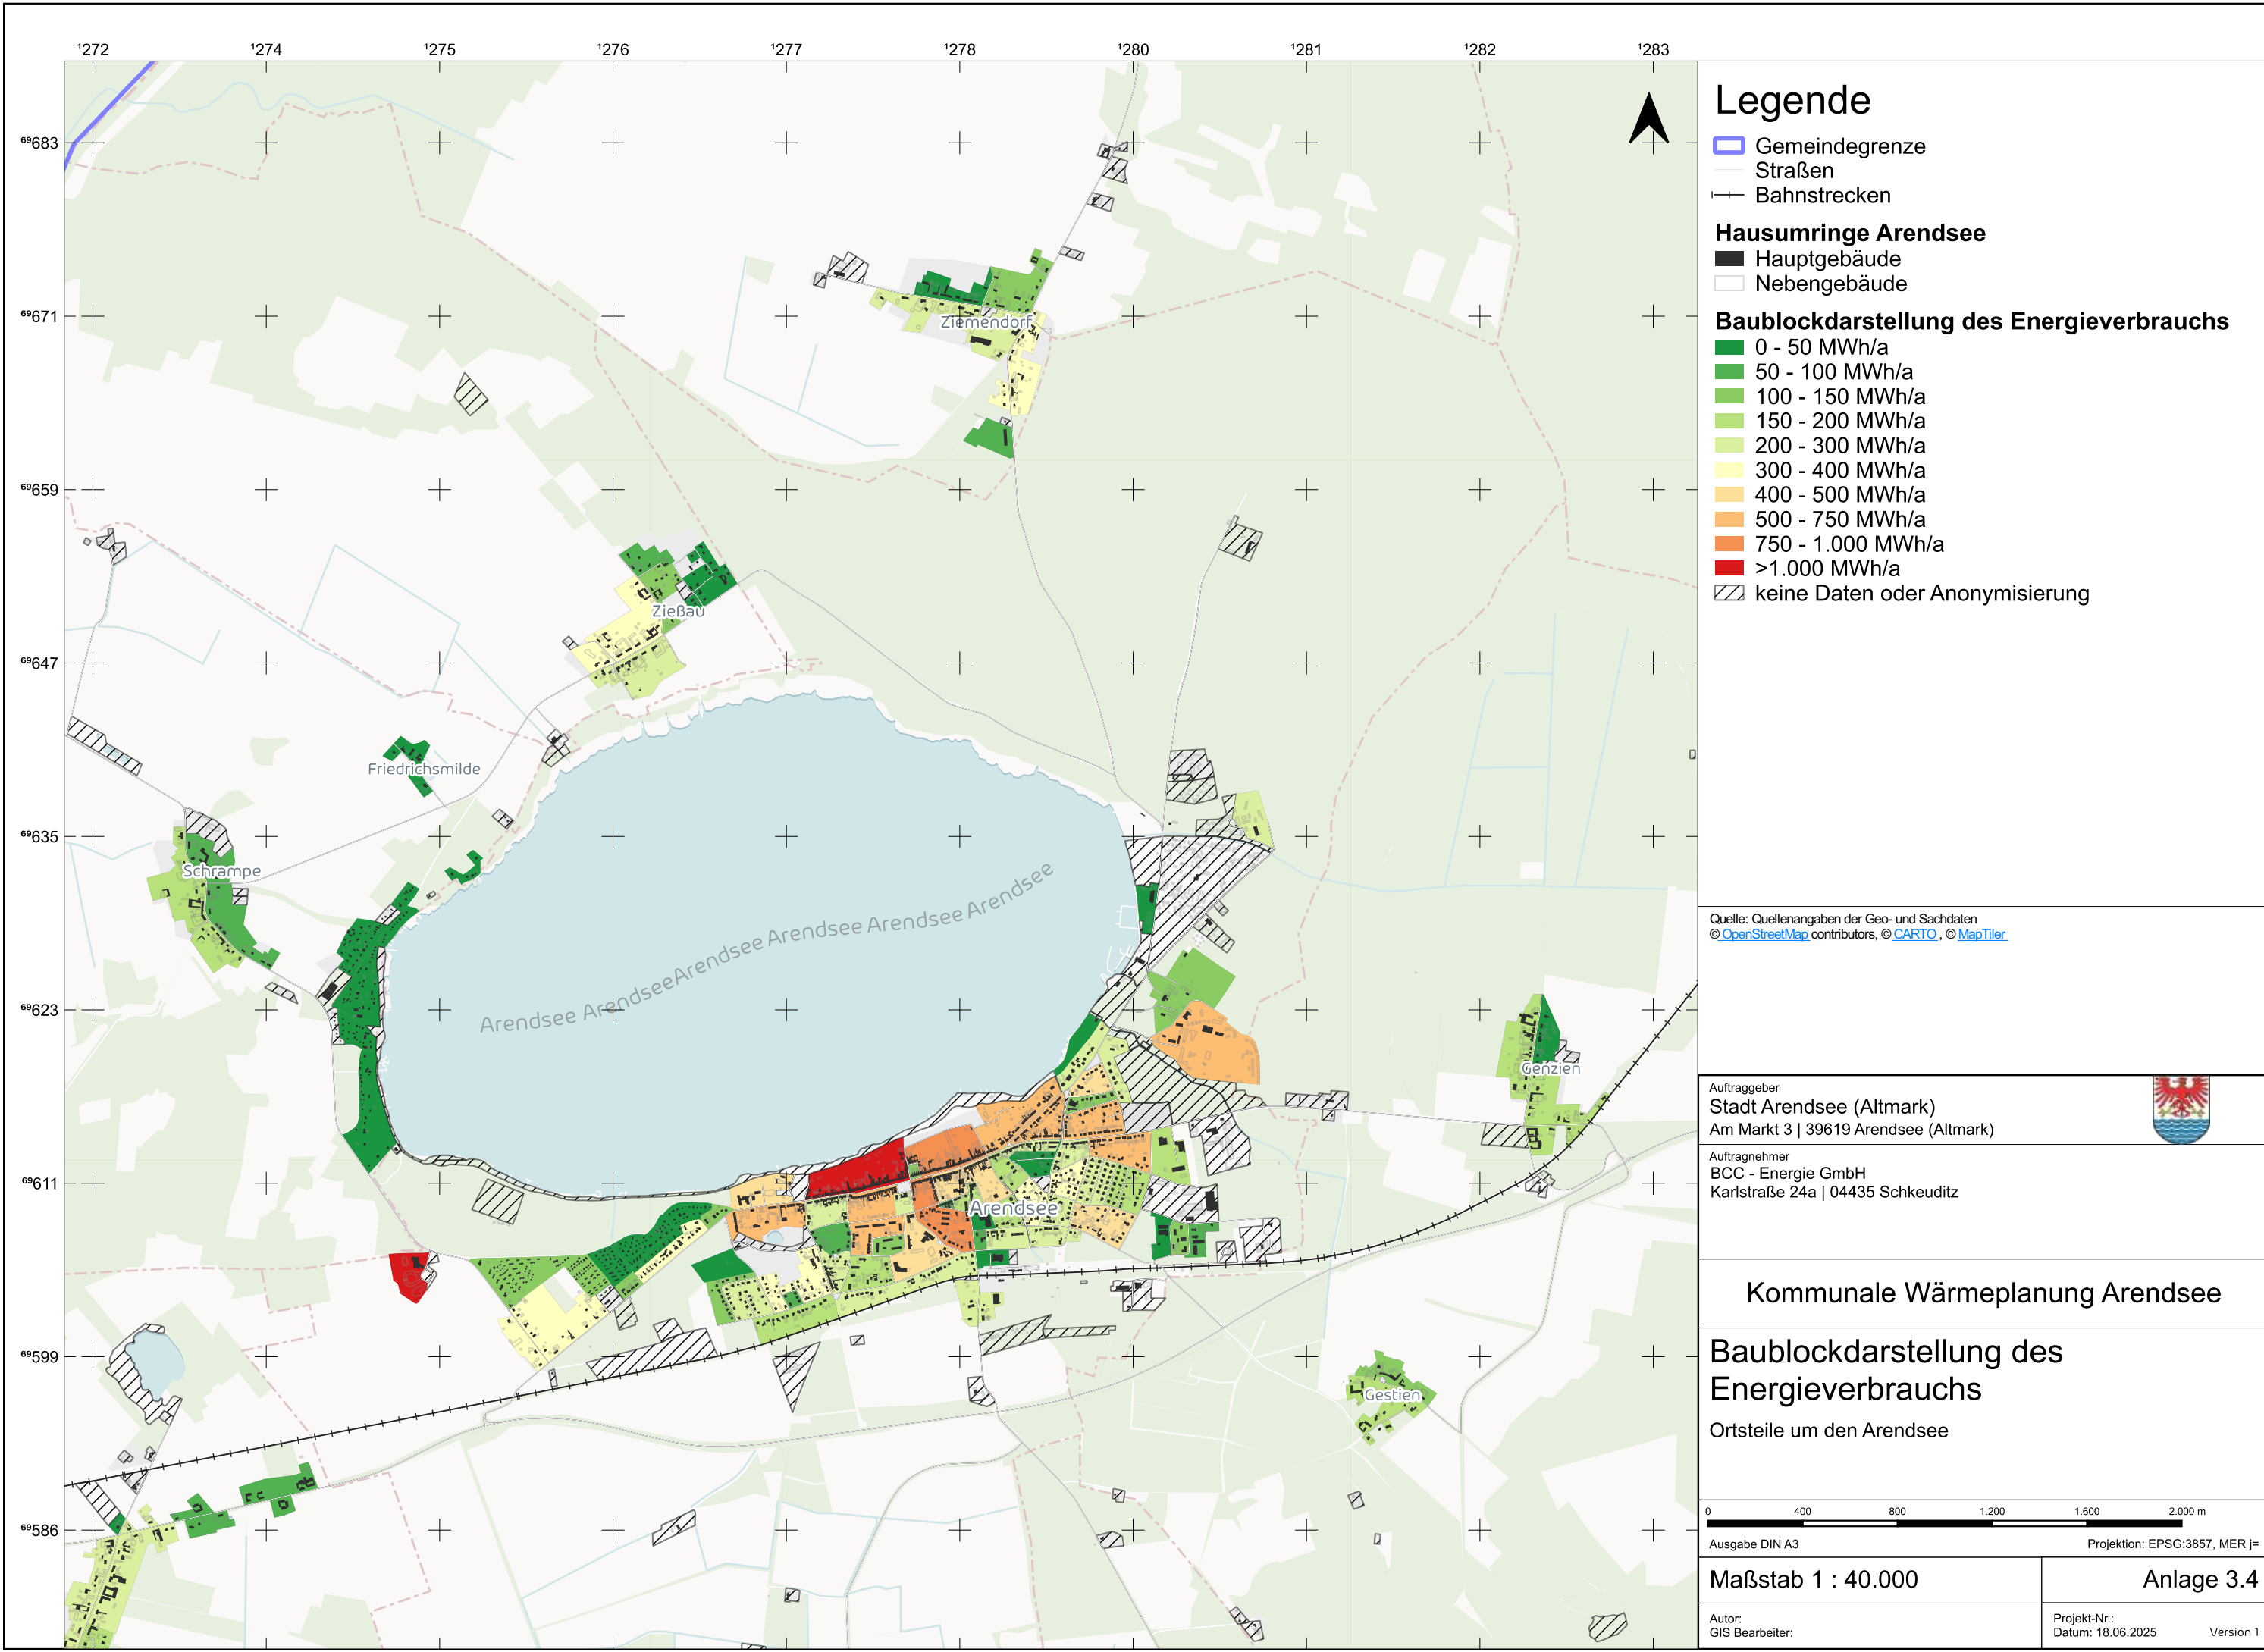 ¹272 ¹274 ¹275 ¹276 ¹277 ¹278 ¹280 ¹281 ¹282 ¹283
⁶⁹683
⁶⁹671
⁶⁹659
⁶⁹647
⁶⁹635
⁶⁹623
⁶⁹611
⁶⁹599
⁶⁹586
Ziemendorf
Zießau
Friedrichsmilde
Schrampe
Arendsee Arendsee Arendsee Arendsee Arendsee Arendsee
Genzien
Arendsee
Gestien
Legende
Gemeindegrenze
Straßen
Bahnstrecken
Hausumringe Arendsee
Hauptgebäude
Nebengebäude
Baublockdarstellung des Energieverbrauchs
0 - 50 MWh/a
50 - 100 MWh/a
100 - 150 MWh/a
150 - 200 MWh/a
200 - 300 MWh/a
300 - 400 MWh/a
400 - 500 MWh/a
500 - 750 MWh/a
750 - 1.000 MWh/a
>1.000 MWh/a
keine Daten oder Anonymisierung
Quelle: Quellenangaben der Geo- und Sachdaten
© OpenStreetMap contributors, © CARTO , © MapTiler
Auftraggeber
Stadt Arendsee (Altmark)
Am Markt 3 | 39619 Arendsee (Altmark)
Auftragnehmer
BCC - Energie GmbH
Karlstraße 24a | 04435 Schkeuditz
Kommunale Wärmeplanung Arendsee
Baublockdarstellung des
Energieverbrauchs
Ortsteile um den Arendsee
0 400 800 1.200 1.600 2.000 m
Ausgabe DIN A3 Projektion: EPSG:3857, MER j=
Maßstab 1 : 40.000 Anlage 3.4
Autor: Projekt-Nr.:
GIS Bearbeiter: Datum: 18.06.2025 Version 1